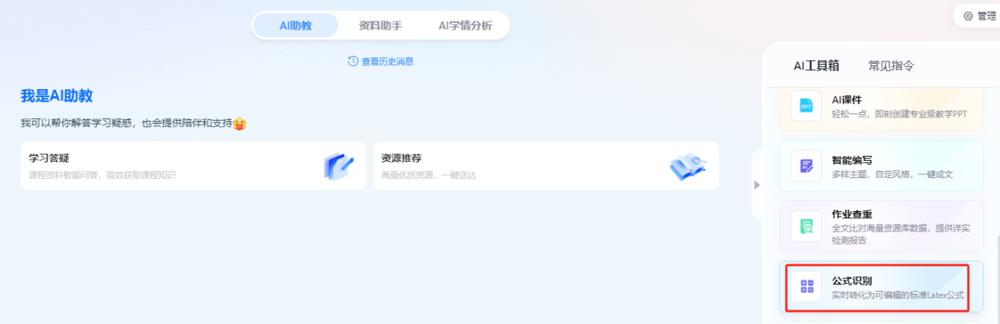 AI助教 资料助手 AI学情分析
管理
查看历史消息
我是AI助教
我可以帮你解答学习疑惑，也会提供陪伴和支持
学习答疑
课程资料智能问答，高效获取课程知识
资源推荐
海量优质资源，一键送达
AI工具箱 常见指令
PPT
AI课件
轻松一点，即刻创建专业级教学PPT
AI
智能编写
多样主题，自定风格，一键成文
作业查重
全文比对海量资源库数据，提供详实
检测报告
公式识别
实时转化为可编辑的标准Latex公式